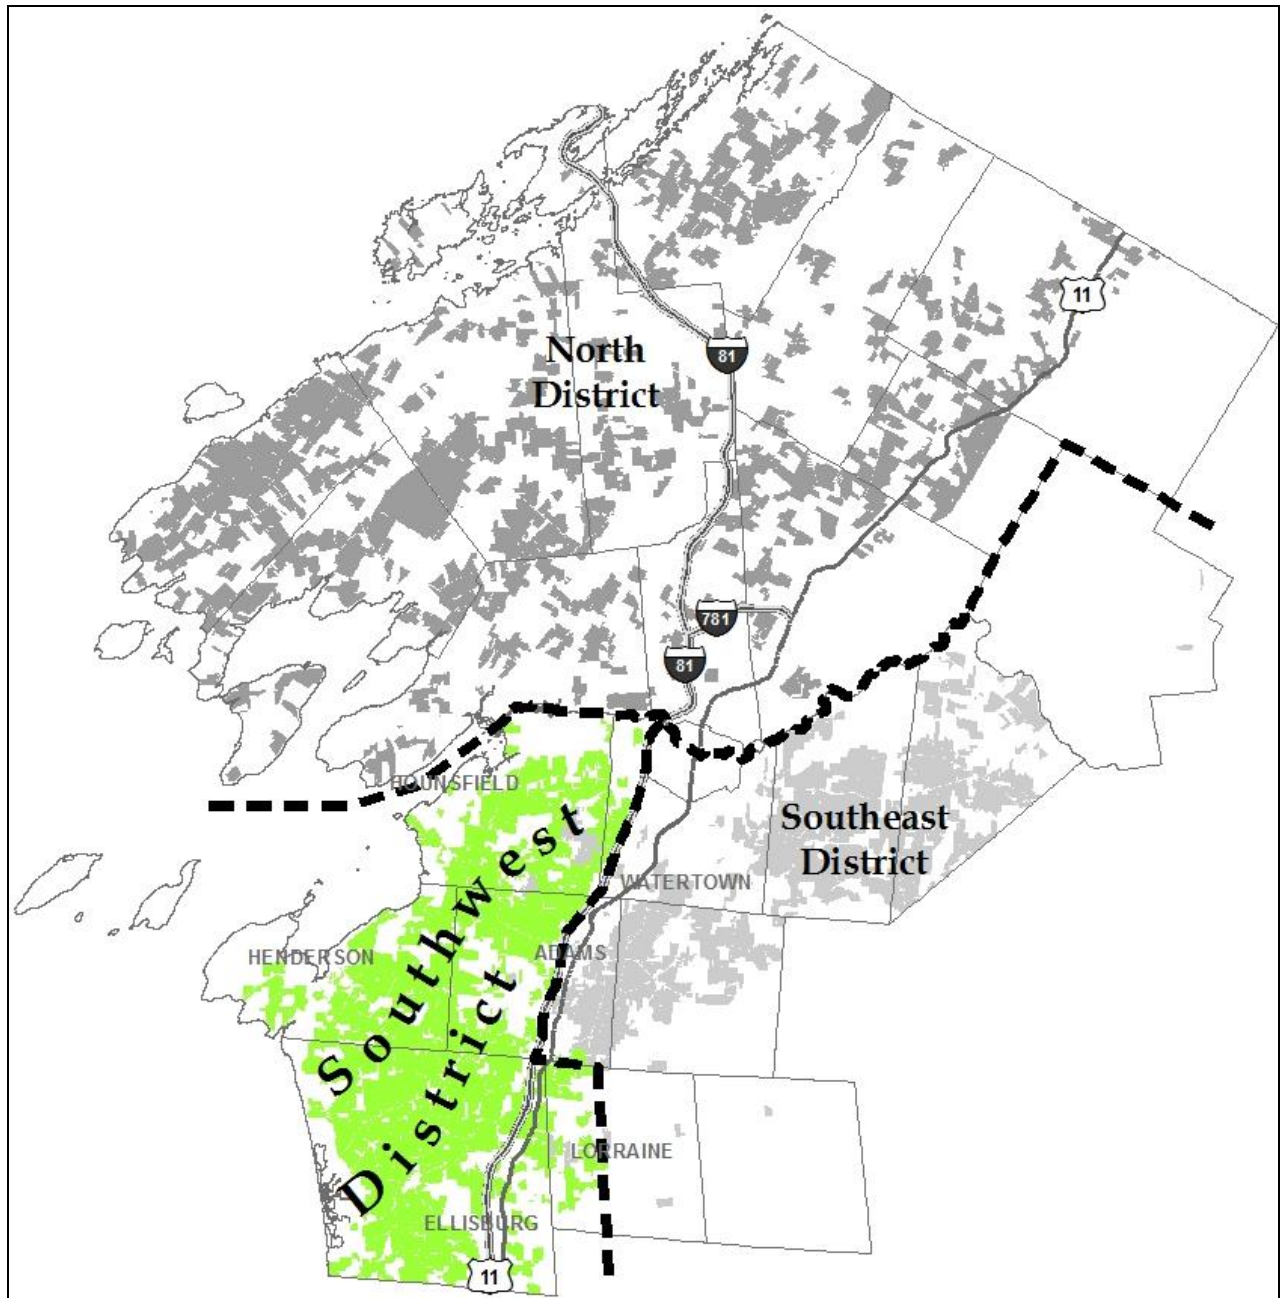 11
North
District
81
781
81
HOUNSFIELD
Southeast
District
Southwest
District
WATERTOWN
HENDERSON
ADAMS
LORRAINE
ELLISBURG
11